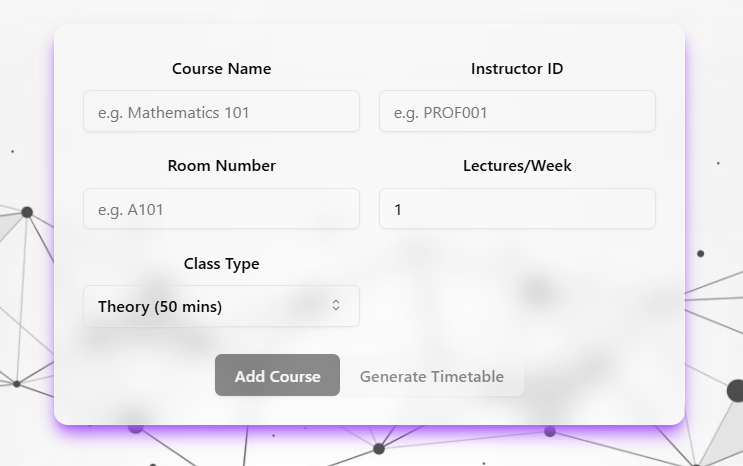 Course Name
Instructor ID
e.g. Mathematics 101
e.g. PROF001
Room Number
Lectures/Week
e.g. A101
1
Class Type
Theory (50 mins)
Add Course
Generate Timetable